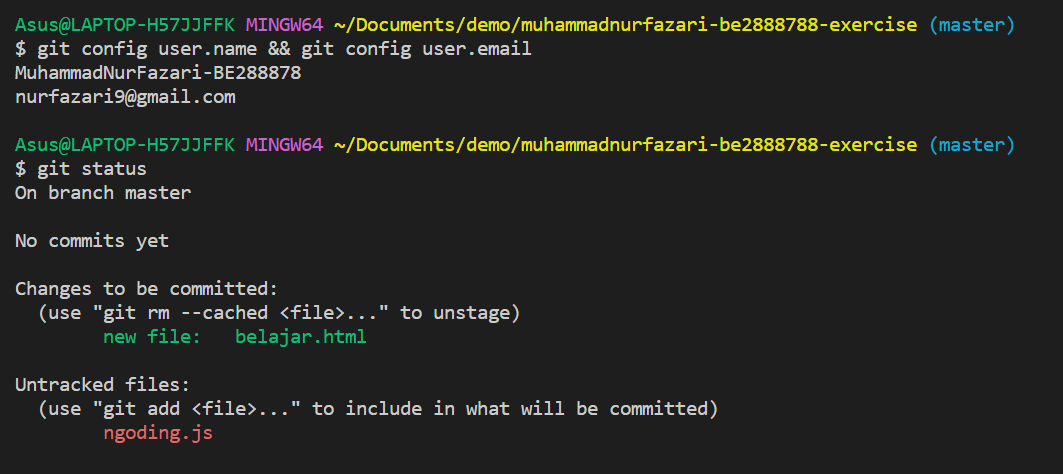 Asus@LAPTOP-H57JJFFK MINGW64 ~/Documents/demo/muhammadnurfazari-be2888788-exercise (master)
$ git config user.name && git config user.email
MuhammadNurFazari-BE288878
nurfazari9@gmail.com
Asus@LAPTOP-H57JJFFK MINGW64 ~/Documents/demo/muhammadnurfazari-be2888788-exercise (master)
$ git status
On branch master
No commits yet
Changes to be committed:
(use "git rm --cached <file>..." to unstage)
new file:   belajar.html
Untracked files:
(use "git add <file>..." to include in what will be committed)
ngoding.js